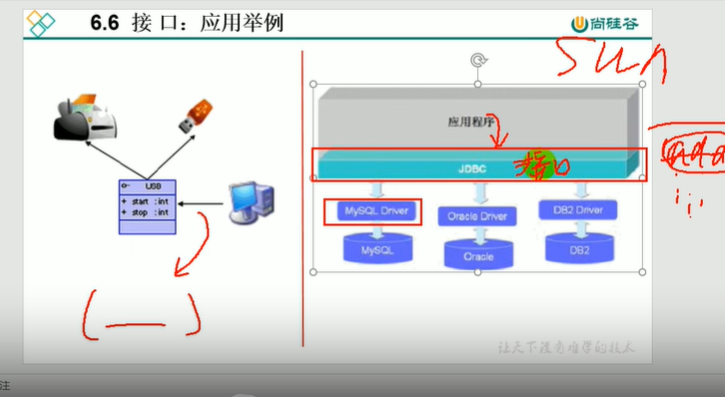 6.6 接口：应用举例
尚硅谷
sun
USB
+ start : int
+ stop : int
应用程序
JDBC 接口
MySQL Driver
Oracle Driver
DB2 Driver
MySQL
Oracle
DB2
让天下没有难学的技术
注